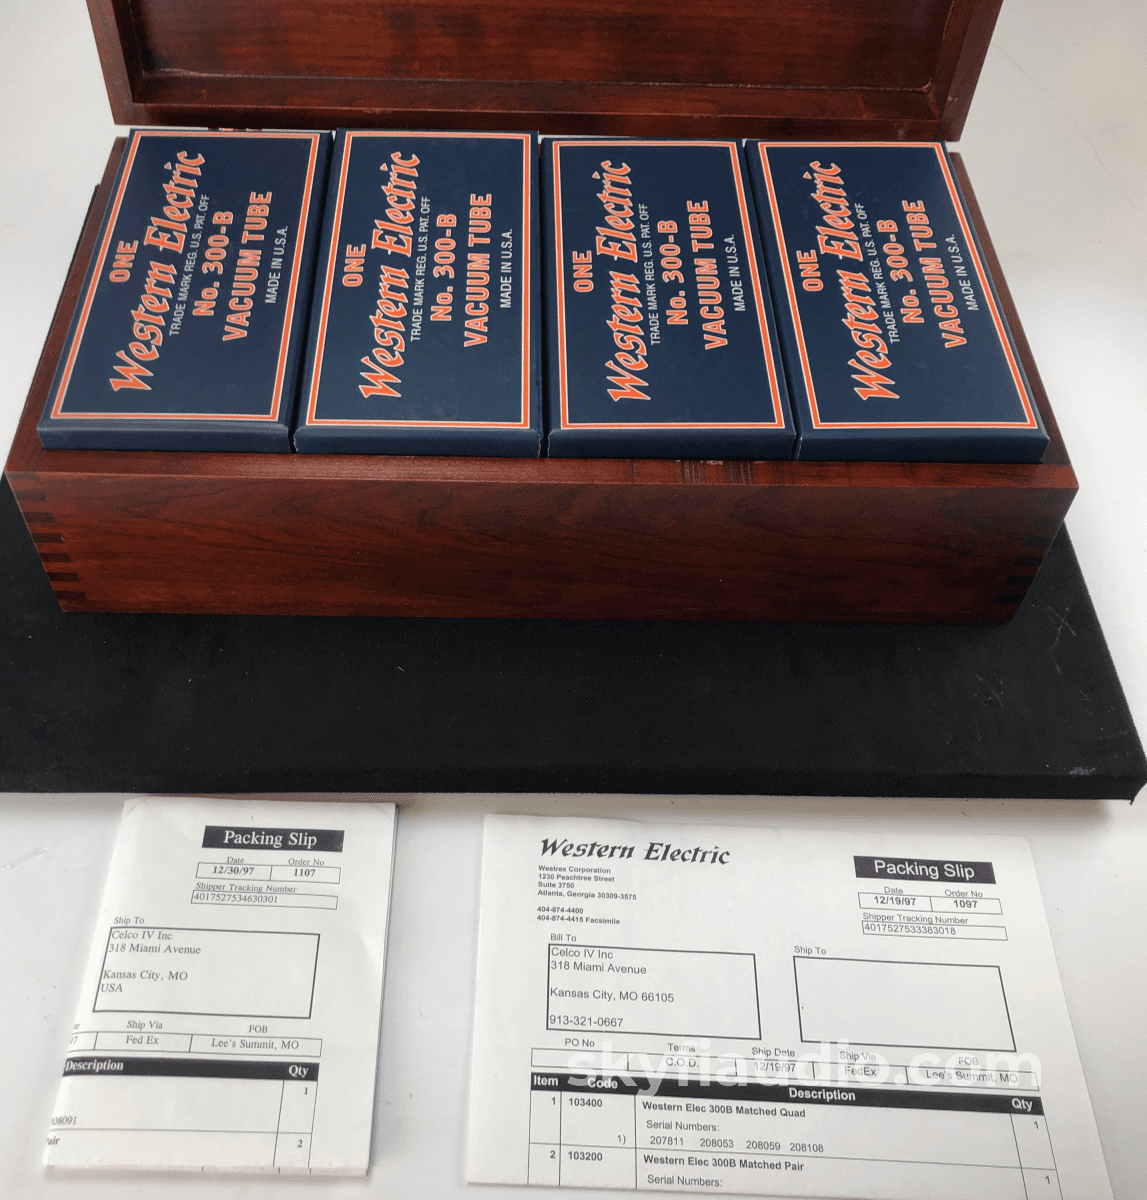 ONE
Western Electric
TRADE MARK REG. U.S. PAT. OFF
No. 300-B
VACUUM TUBE
MADE IN U.S.A.
ONE
Western Electric
TRADE MARK REG. U.S. PAT. OFF
No. 300-B
VACUUM TUBE
MADE IN U.S.A.
ONE
Western Electric
TRADE MARK REG. U.S. PAT. OFF
No. 300-B
VACUUM TUBE
MADE IN U.S.A.
ONE
Western Electric
TRADE MARK REG. U.S. PAT. OFF
No. 300-B
VACUUM TUBE
MADE IN U.S.A.
Packing Slip
Date Order No
12/30/97 1107
Shipper Tracking Number
4017527534630301
Ship To
Celco IV Inc
318 Miami Avenue
Kansas City, MO
USA
Ship Via FOB
Fed Ex Lee's Summit, MO
Description Qty
1
08091
air 2
Western Electric
Westrex Corporation
1230 Peachtree Street
Suite 3750
Atlanta, Georgia 30309-3575
404-874-4400
404-874-4415 Facsimile
Packing Slip
Date Order No
12/19/97 1097
Shipper Tracking Number
4017527533383018
Bill To
Celco IV Inc
318 Miami Avenue
Kansas City, MO 66105
913-321-0667
Ship To
PO No Terms Ship Date Ship Via FOB
C.O.D. 12/19/97 FedEx Lee's Summit, MO
skyfiaudio.com
Item Code Description Qty
1 103400 Western Elec 300B Matched Quad 1
Serial Numbers:
1) 207811 208053 208059 208108
2 103200 Western Elec 300B Matched Pair 1
Serial Numbers: